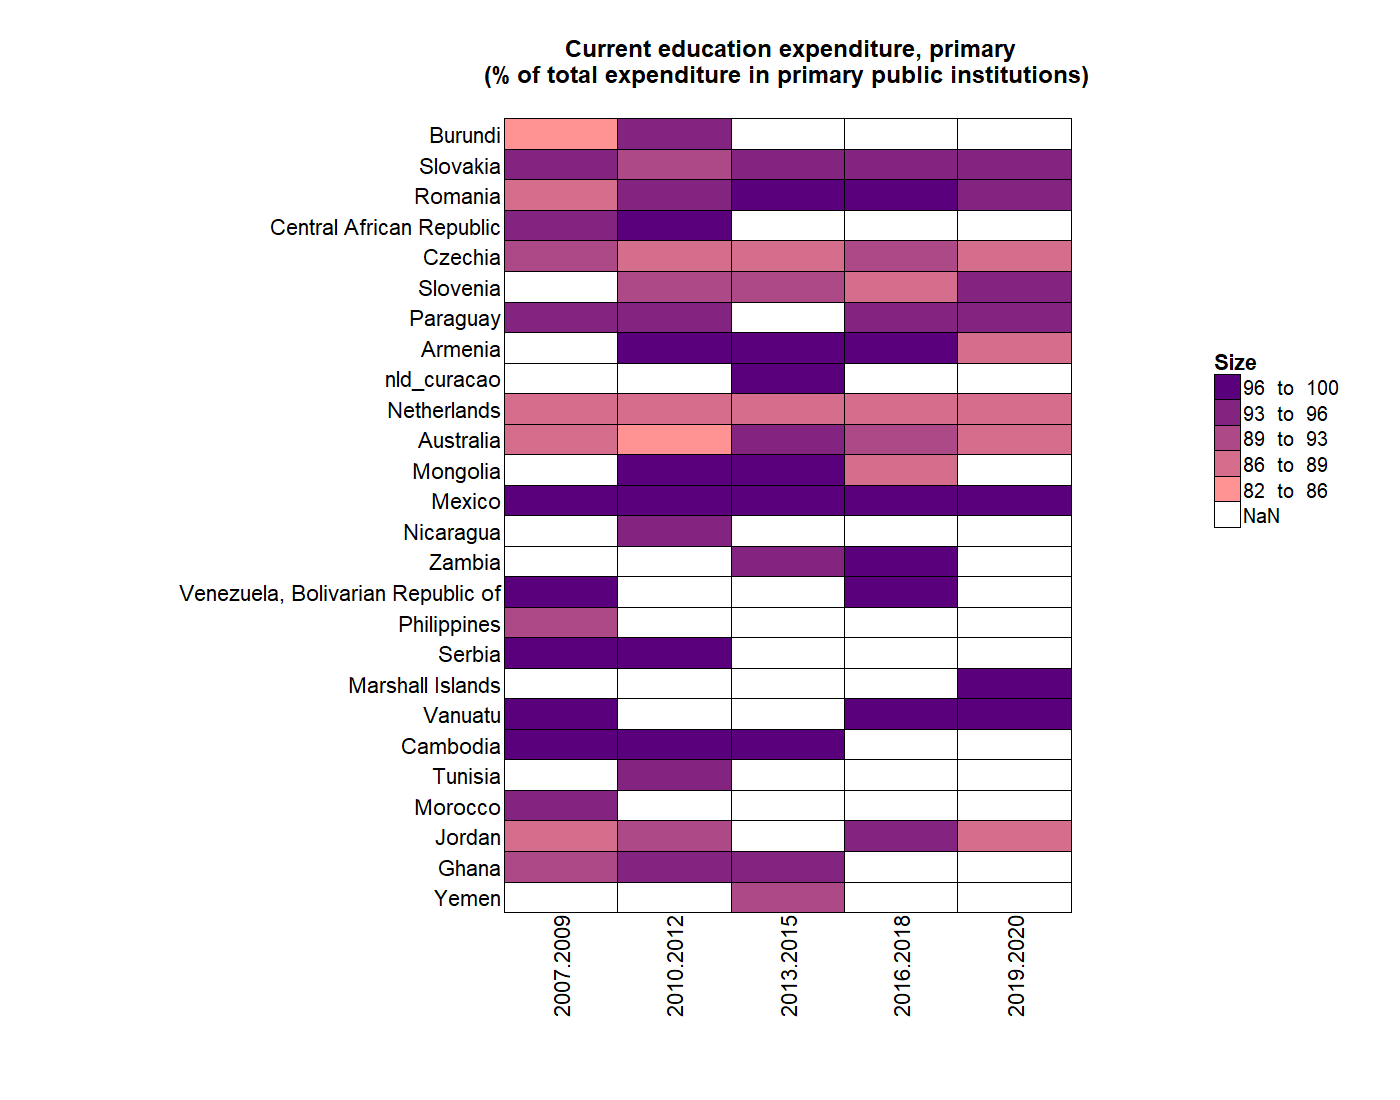 Current education expenditure, primary
(% of total expenditure in primary public institutions)
Burundi
Slovakia
Romania
Central African Republic
Czechia
Slovenia
Paraguay
Armenia
nld_curacao
Netherlands
Australia
Mongolia
Mexico
Nicaragua
Zambia
Venezuela, Bolivarian Republic of
Philippines
Serbia
Marshall Islands
Vanuatu
Cambodia
Tunisia
Morocco
Jordan
Ghana
Yemen
2007.2009
2010.2012
2013.2015
2016.2018
2019.2020
Size
96 to 100
93 to 96
89 to 93
86 to 89
82 to 86
NaN